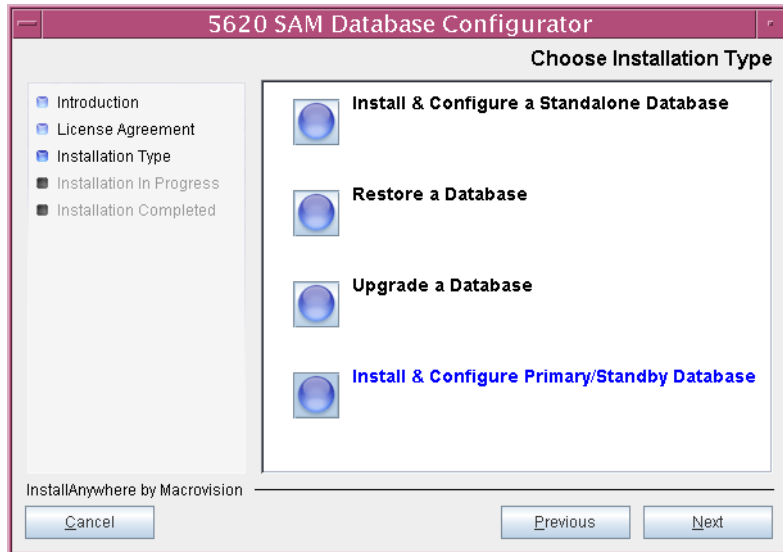 5620 SAM Database Configurator
Choose Installation Type
Introduction
License Agreement
Installation Type
Installation In Progress
Installation Completed
Install & Configure a Standalone Database
Restore a Database
Upgrade a Database
Install & Configure Primary/Standby Database
InstallAnywhere by Macrovision
Cancel
Previous
Next